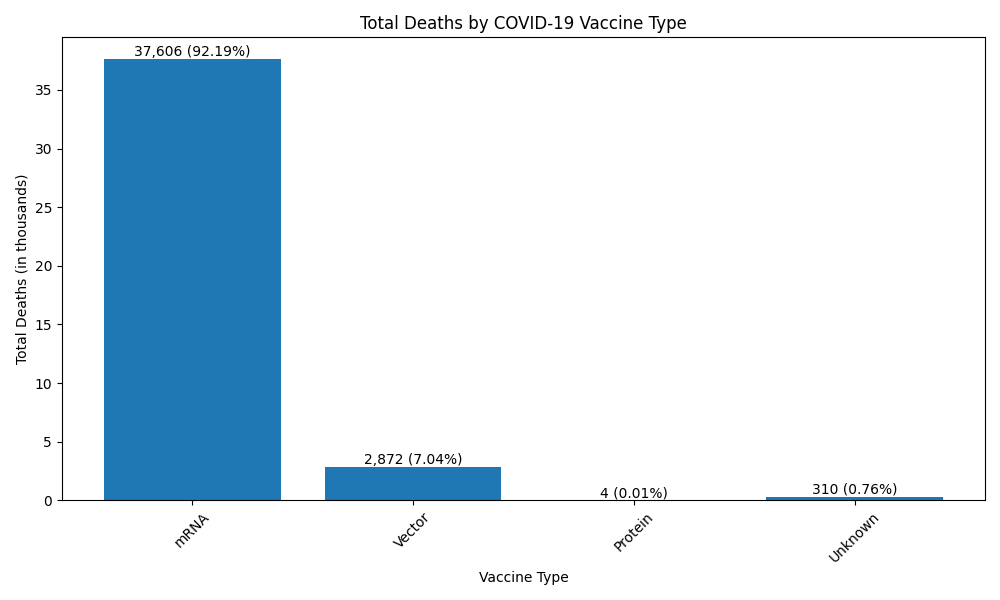 Total Deaths by COVID-19 Vaccine Type
Total Deaths (in thousands)
35
30
25
20
15
10
5
0
37,606 (92.19%)
2,872 (7.04%)
4 (0.01%)
310 (0.76%)
mRNA
Vector
Protein
Unknown
Vaccine Type